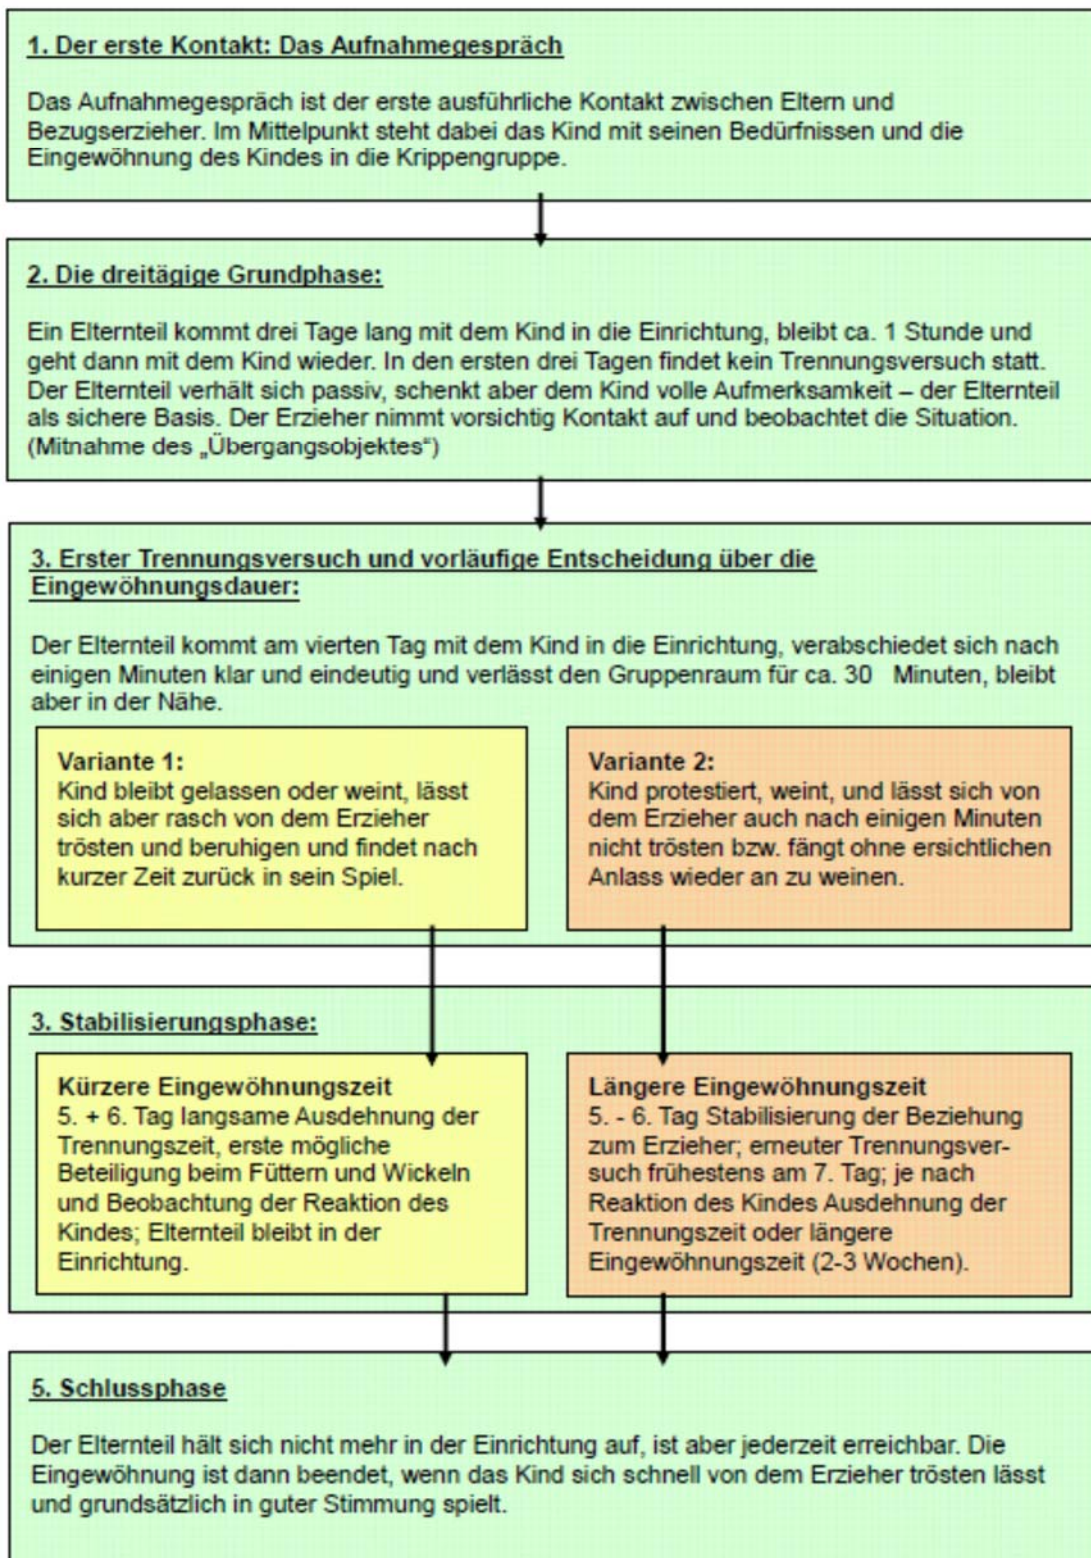 1. Der erste Kontakt: Das Aufnahmegespräch
Das Aufnahmegespräch ist der erste ausführliche Kontakt zwischen Eltern und
Bezugserzieher. Im Mittelpunkt steht dabei das Kind mit seinen Bedürfnissen und die
Eingewöhnung des Kindes in die Krippengruppe.
2. Die dreitägige Grundphase:
Ein Elternteil kommt drei Tage lang mit dem Kind in die Einrichtung, bleibt ca. 1 Stunde und
geht dann mit dem Kind wieder. In den ersten drei Tagen findet kein Trennungsversuch statt.
Der Elternteil verhält sich passiv, schenkt aber dem Kind volle Aufmerksamkeit – der Elternteil
als sichere Basis. Der Erzieher nimmt vorsichtig Kontakt auf und beobachtet die Situation.
(Mitnahme des „Übergangsobjektes“)
3. Erster Trennungsversuch und vorläufige Entscheidung über die
Eingewöhnungsdauer:
Der Elternteil kommt am vierten Tag mit dem Kind in die Einrichtung, verabschiedet sich nach
einigen Minuten klar und eindeutig und verlässt den Gruppenraum für ca. 30 Minuten, bleibt
aber in der Nähe.
Variante 1:
Kind bleibt gelassen oder weint, lässt
sich aber rasch von dem Erzieher
trösten und beruhigen und findet nach
kurzer Zeit zurück in sein Spiel.
Variante 2:
Kind protestiert, weint, und lässt sich von
dem Erzieher auch nach einigen Minuten
nicht trösten bzw. fängt ohne ersichtlichen
Anlass wieder an zu weinen.
3. Stabilisierungsphase:
Kürzere Eingewöhnungszeit
5. + 6. Tag langsame Ausdehnung der
Trennungszeit, erste mögliche
Beteiligung beim Füttern und Wickeln
und Beobachtung der Reaktion des
Kindes; Elternteil bleibt in der
Einrichtung.
Längere Eingewöhnungszeit
5. - 6. Tag Stabilisierung der Beziehung
zum Erzieher; erneuter Trennungsver-
such frühestens am 7. Tag; je nach
Reaktion des Kindes Ausdehnung der
Trennungszeit oder längere
Eingewöhnungszeit (2-3 Wochen).
5. Schlussphase
Der Elternteil hält sich nicht mehr in der Einrichtung auf, ist aber jederzeit erreichbar. Die
Eingewöhnung ist dann beendet, wenn das Kind sich schnell von dem Erzieher trösten lässt
und grundsätzlich in guter Stimmung spielt.